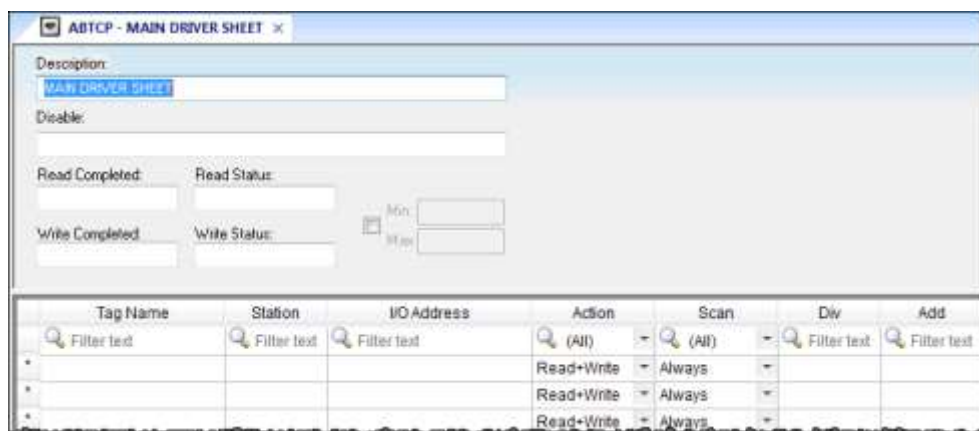 ABTCP - MAIN DRIVER SHEET ×
Description:
MAIN DRIVER SHEET
Disable:
Read Completed: Read Status:
Min:
Write Completed: Write Status:
Max:
Tag Name Station I/O Address Action Scan Div Add
Filter text Filter text Filter text (All) (All) Filter text Filter text
* Read+Write Always
* Read+Write Always
* Read+Write Always